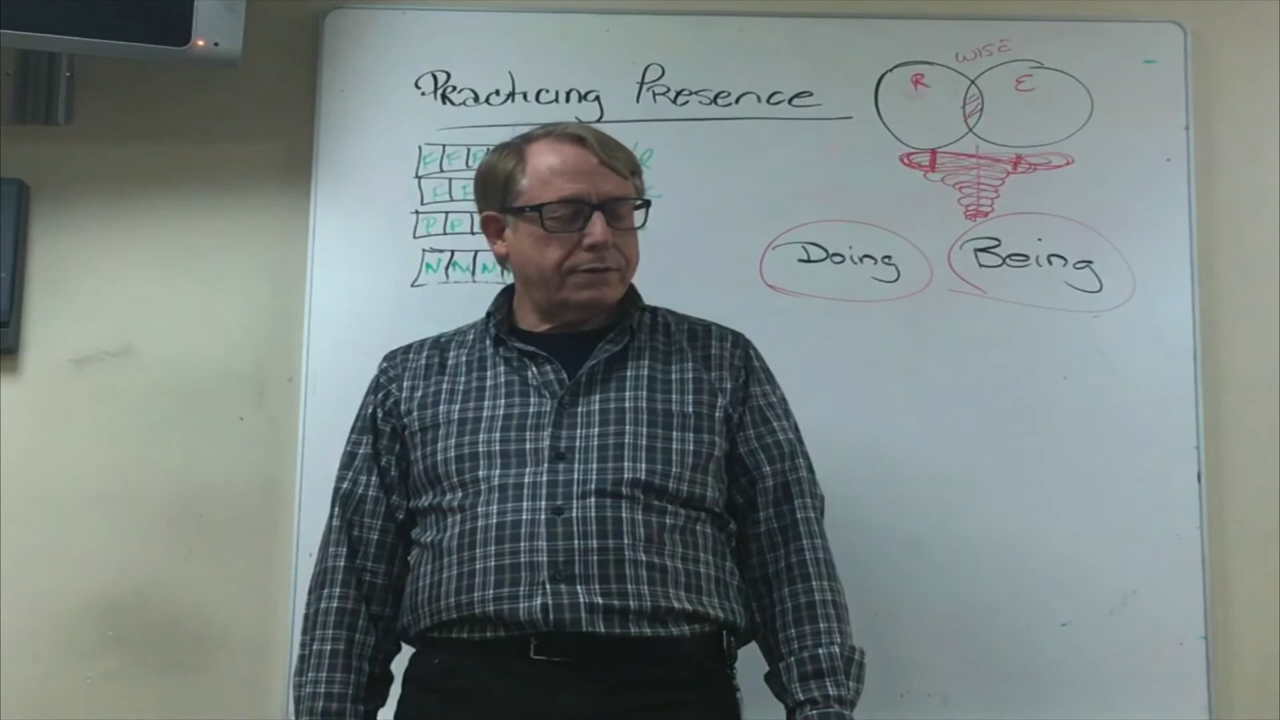 Practicing Presence
WISE
R E
F F
F F
P P
N N N
Doing Being